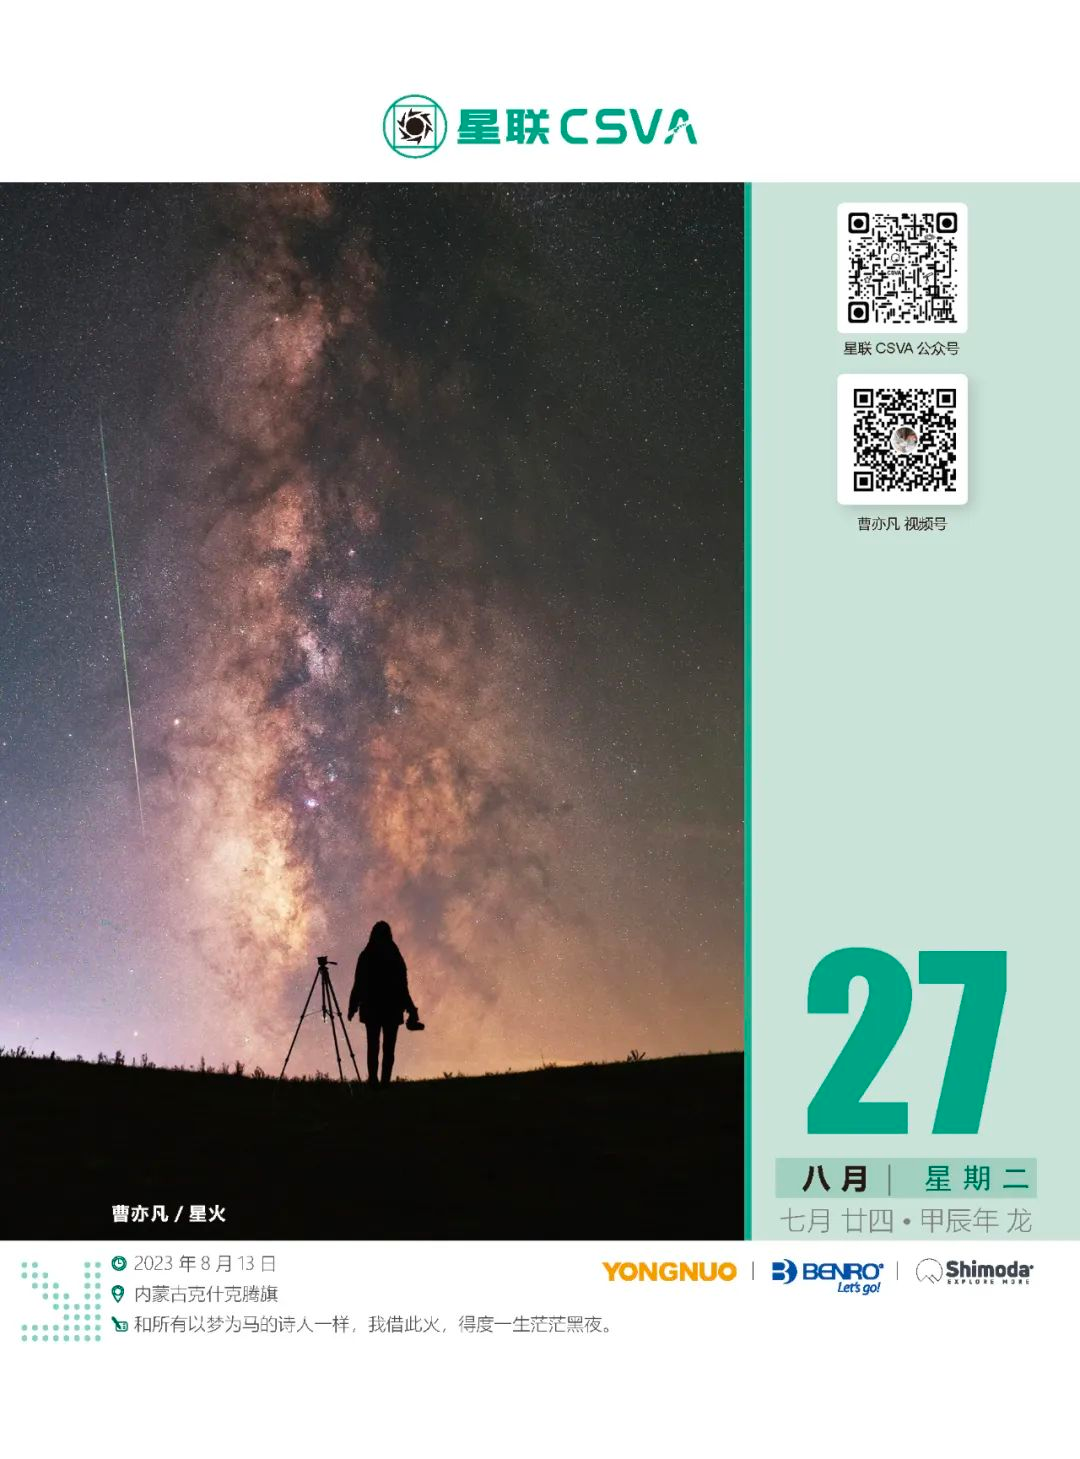 星联CSVA
星联 CSVA 公众号
曹亦凡 视频号
27
八月 | 星期二
七月 廿四 • 甲辰年 龙
曹亦凡 / 星火
2023 年 8 月 13 日
内蒙古克什克腾旗
和所有以梦为马的诗人一样，我借此火，得度一生茫茫黑夜。
YONGNUO | BENRO Let's go! | Shimoda EXPLORE MORE